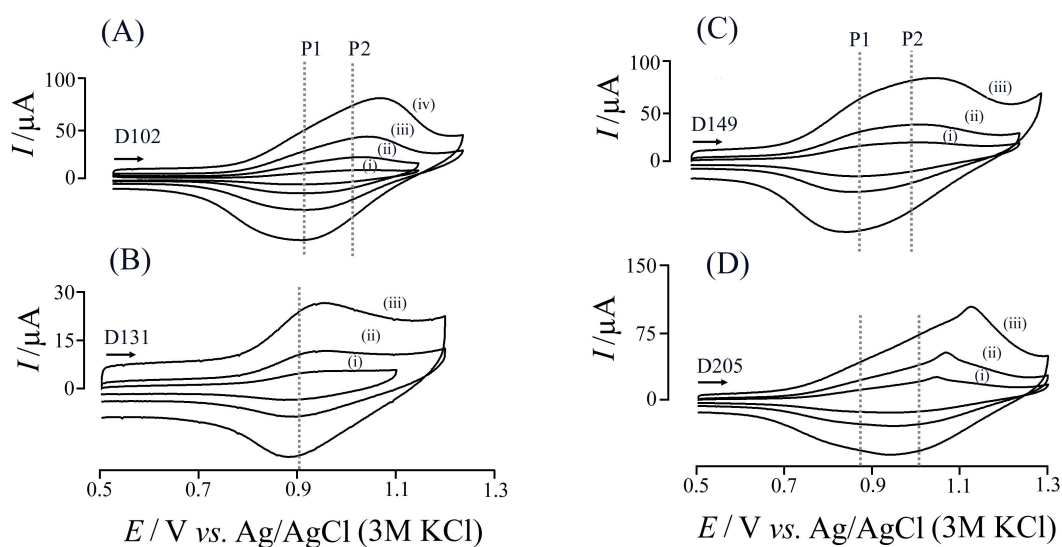 (A)
P1 P2
100
50
0
I /µA
D102
(iv)
(iii)
(ii)
(i)
(B)
30
15
0
I /µA
D131
(iii)
(ii)
(i)
0.5 0.7 0.9 1.1 1.3
E / V vs. Ag/AgCl (3M KCl)
(C)
P1 P2
100
50
0
I /µA
D149
(iii)
(ii)
(i)
(D)
150
75
0
I /µA
D205
(iii)
(ii)
(i)
0.5 0.7 0.9 1.1 1.3
E / V vs. Ag/AgCl (3M KCl)